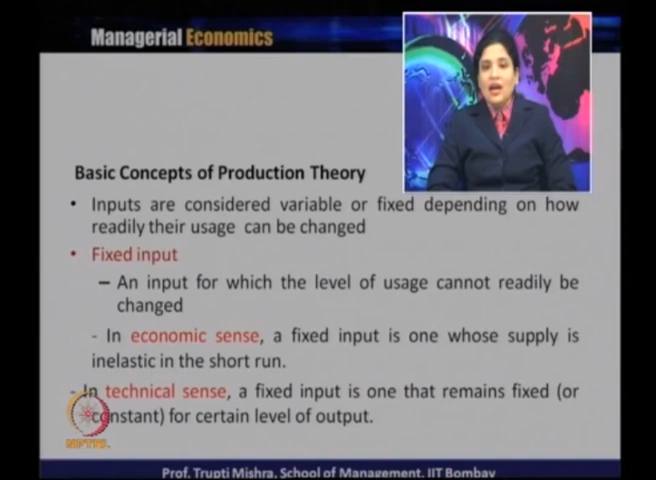 Managerial Economics
Basic Concepts of Production Theory
• Inputs are considered variable or fixed depending on how
readily their usage can be changed
• Fixed input
– An input for which the level of usage cannot readily be
changed
- In economic sense, a fixed input is one whose supply is
inelastic in the short run.
- In technical sense, a fixed input is one that remains fixed (or
constant) for certain level of output.
NPTEL
Prof. Trupti Mishra, School of Management, IIT Bombay